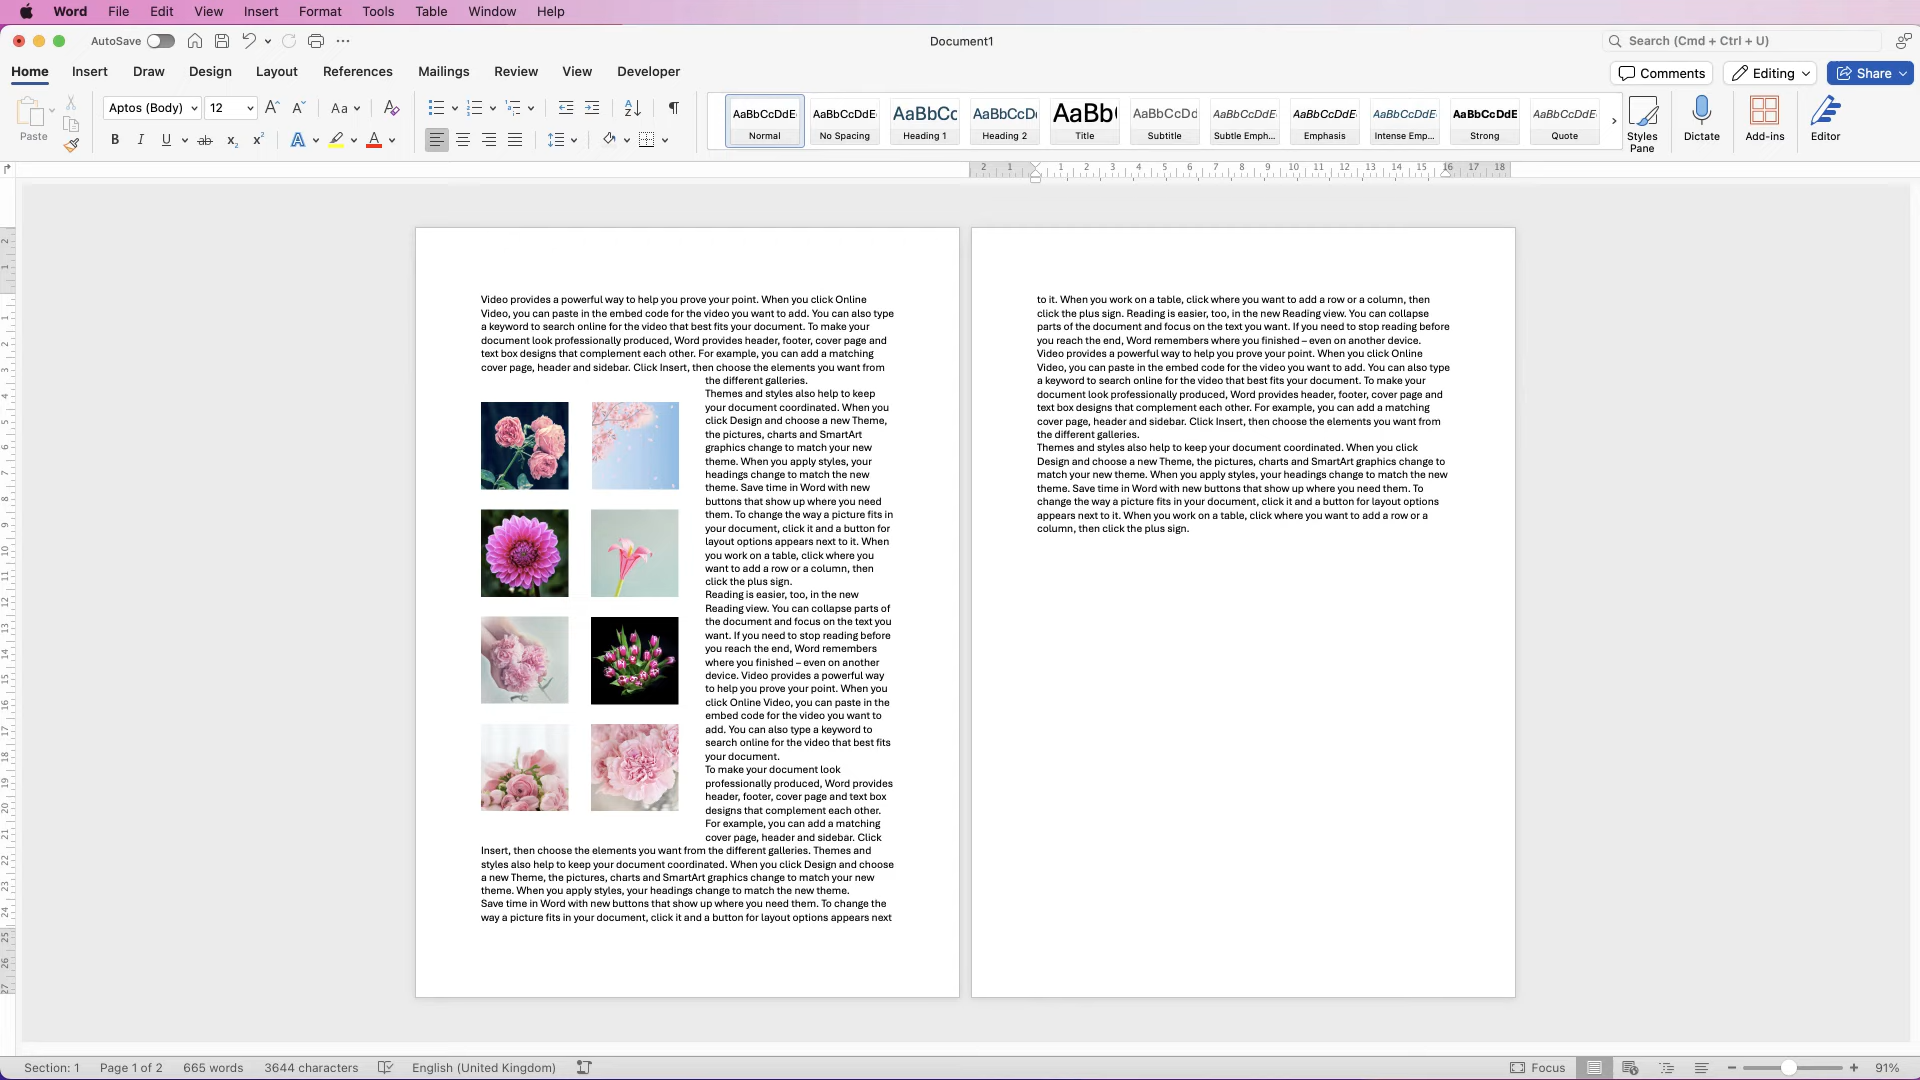 Word File Edit View Insert Format Tools Table Window Help
AutoSave
Document1
Search (Cmd + Ctrl + U)
Home Insert Draw Design Layout References Mailings Review View Developer
Comments Editing Share
Paste
Aptos (Body) 12
AaBbCcDdE AaBbCcDdE AaBbCc AaBbCcD AaBb( AaBbCcDd AaBbCcDdE AaBbCcDdE AaBbCcDdE AaBbCcDdE AaBbCcDdE
Normal No Spacing Heading 1 Heading 2 Title Subtitle Subtle Emph... Emphasis Intense Emp... Strong Quote
Styles
Pane
Dictate Add-ins Editor
2 1 1 2 3 4 5 6 7 8 9 10 11 12 13 14 15 16 17 18
Video provides a powerful way to help you prove your point. When you click Online
Video, you can paste in the embed code for the video you want to add. You can also type
a keyword to search online for the video that best fits your document. To make your
document look professionally produced, Word provides header, footer, cover page and
text box designs that complement each other. For example, you can add a matching
cover page, header and sidebar. Click Insert, then choose the elements you want from
the different galleries.
Themes and styles also help to keep
your document coordinated. When you
click Design and choose a new Theme,
the pictures, charts and SmartArt
graphics change to match your new
theme. When you apply styles, your
headings change to match the new
theme. Save time in Word with new
buttons that show up where you need
them. To change the way a picture fits in
your document, click it and a button for
layout options appears next to it. When
you work on a table, click where you
want to add a row or a column, then
click the plus sign.
Reading is easier, too, in the new
Reading view. You can collapse parts of
the document and focus on the text you
want. If you need to stop reading before
you reach the end, Word remembers
where you finished – even on another
device. Video provides a powerful way
to help you prove your point. When you
click Online Video, you can paste in the
embed code for the video you want to
add. You can also type a keyword to
search online for the video that best fits
your document.
To make your document look
professionally produced, Word provides
header, footer, cover page and text box
designs that complement each other.
For example, you can add a matching
cover page, header and sidebar. Click
Insert, then choose the elements you want from the different galleries. Themes and
styles also help to keep your document coordinated. When you click Design and choose
a new Theme, the pictures, charts and SmartArt graphics change to match your new
theme. When you apply styles, your headings change to match the new theme.
Save time in Word with new buttons that show up where you need them. To change the
way a picture fits in your document, click it and a button for layout options appears next
to it. When you work on a table, click where you want to add a row or a column, then
click the plus sign. Reading is easier, too, in the new Reading view. You can collapse
parts of the document and focus on the text you want. If you need to stop reading before
you reach the end, Word remembers where you finished – even on another device.
Video provides a powerful way to help you prove your point. When you click Online
Video, you can paste in the embed code for the video you want to add. You can also type
a keyword to search online for the video that best fits your document. To make your
document look professionally produced, Word provides header, footer, cover page and
text box designs that complement each other. For example, you can add a matching
cover page, header and sidebar. Click Insert, then choose the elements you want from
the different galleries.
Themes and styles also help to keep your document coordinated. When you click
Design and choose a new Theme, the pictures, charts and SmartArt graphics change to
match your new theme. When you apply styles, your headings change to match the new
theme. Save time in Word with new buttons that show up where you need them. To
change the way a picture fits in your document, click it and a button for layout options
appears next to it. When you work on a table, click where you want to add a row or a
column, then click the plus sign.
Section: 1 Page 1 of 2 665 words 3644 characters English (United Kingdom) Focus 91%